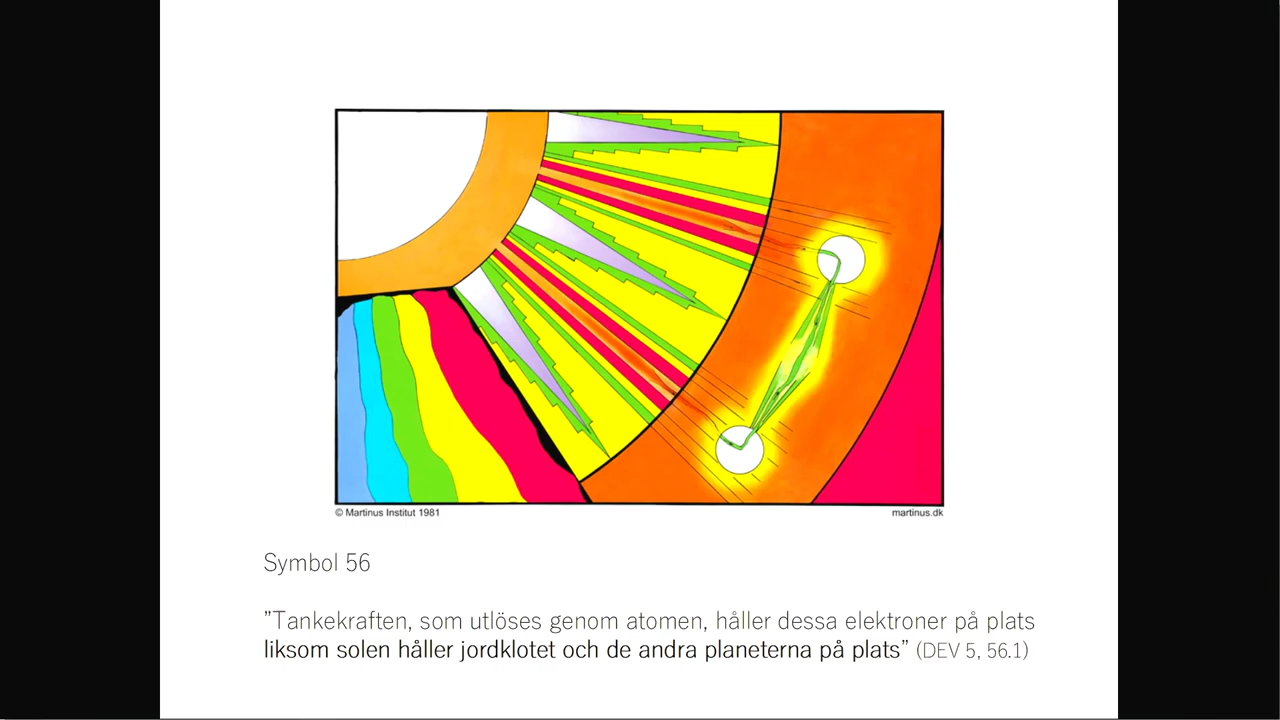 © Martinus Institut 1981
martinus.dk
Symbol 56
”Tankekraften, som utlöses genom atomen, håller dessa elektroner på plats
liksom solen håller jordklotet och de andra planeterna på plats” (DEV 5, 56.1)